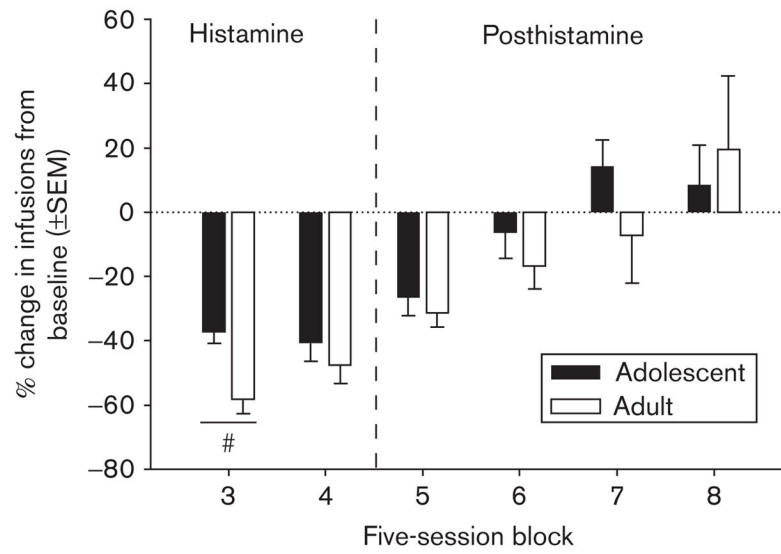 Histamine
Posthistamine
% change in infusions from
baseline (±SEM)
60
40
20
0
−20
−40
−60
−80
#
Adolescent
Adult
3 4 5 6 7 8
Five-session block